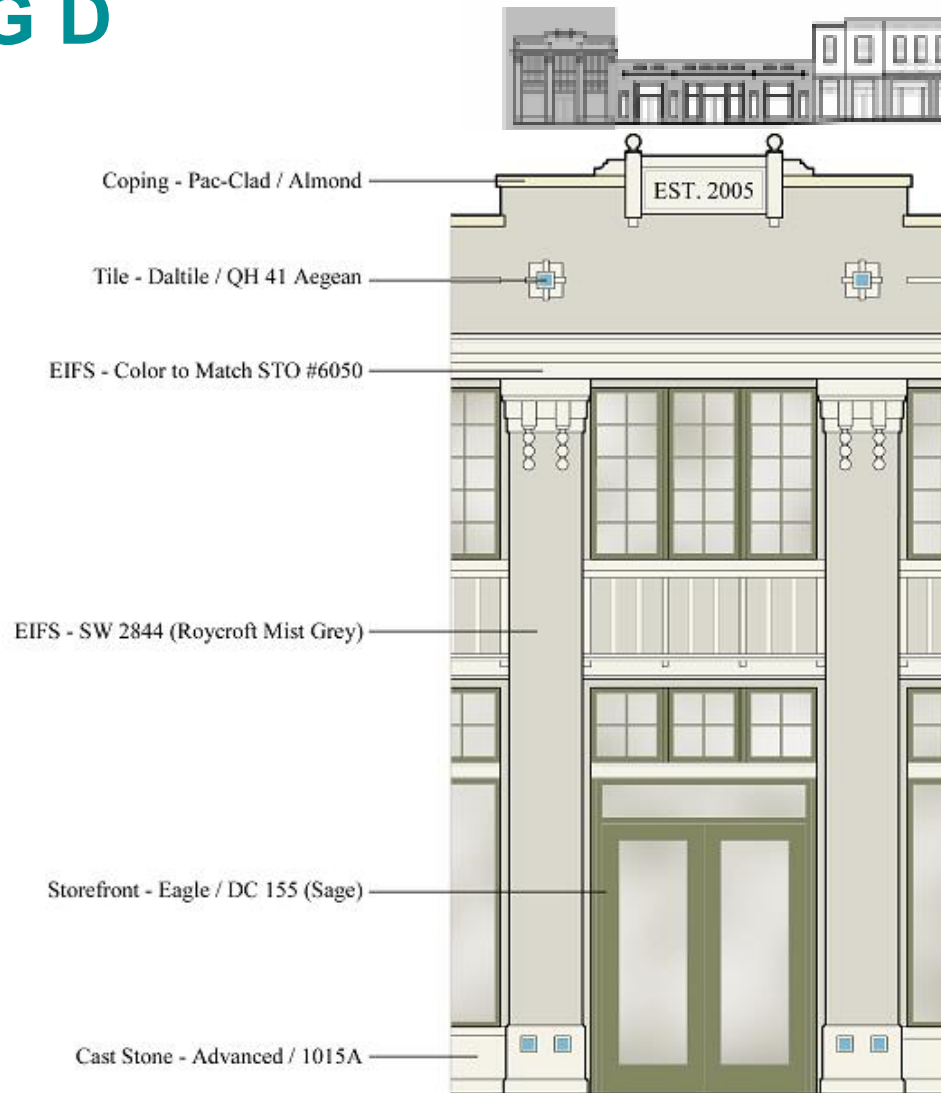 G D
Coping - Pac-Clad / Almond
EST. 2005
Tile - Daltile / QH 41 Aegean
EIFS - Color to Match STO #6050
EIFS - SW 2844 (Roycroft Mist Grey)
Storefront - Eagle / DC 155 (Sage)
Cast Stone - Advanced / 1015A